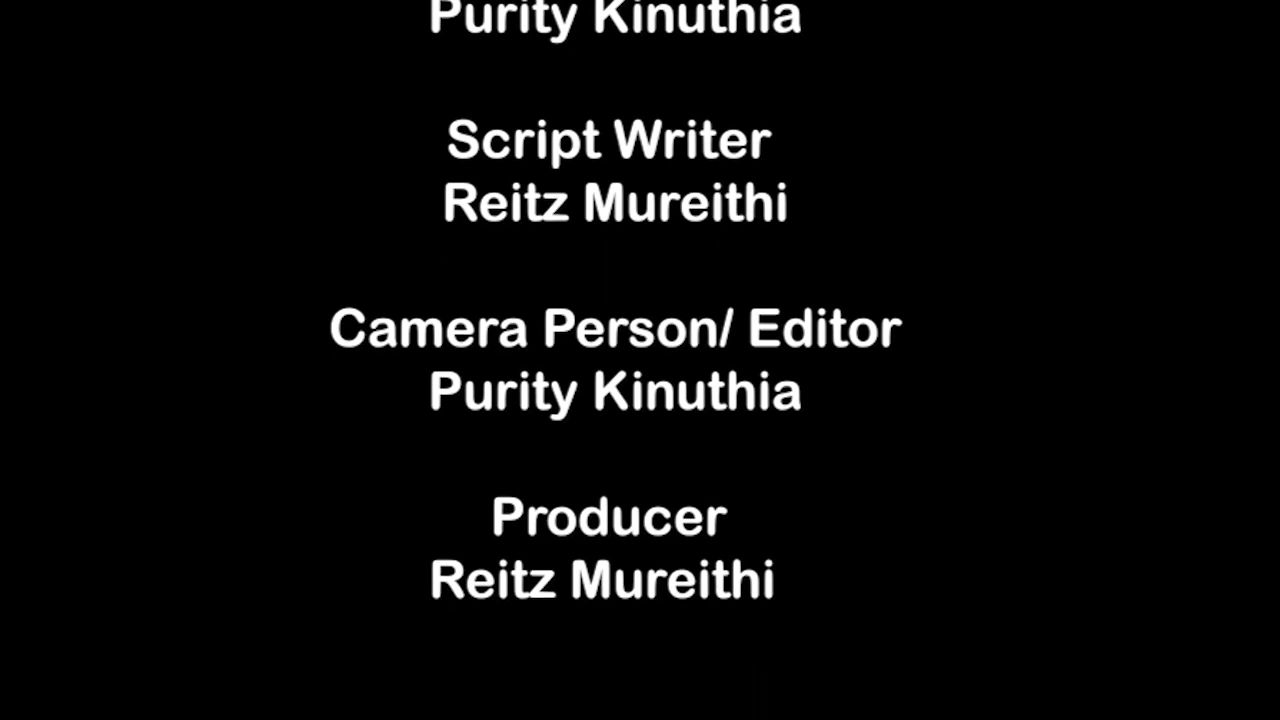 Purity Kinuthia
Script Writer
Reitz Mureithi
Camera Person/ Editor
Purity Kinuthia
Producer
Reitz Mureithi